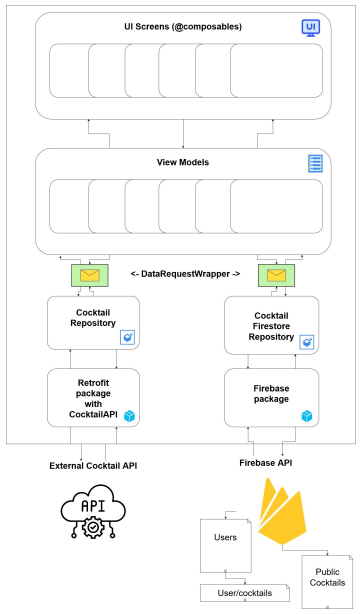 UI Screens (@composables)
UI
View Models
<- DataRequestWrapper ->
Cocktail
Repository
Cocktail
Firestore
Repository
Retrofit
package
with
CocktailAPI
Firebase
package
External Cocktail API
Firebase API
API
Users
User/cocktails
Public
Cocktails